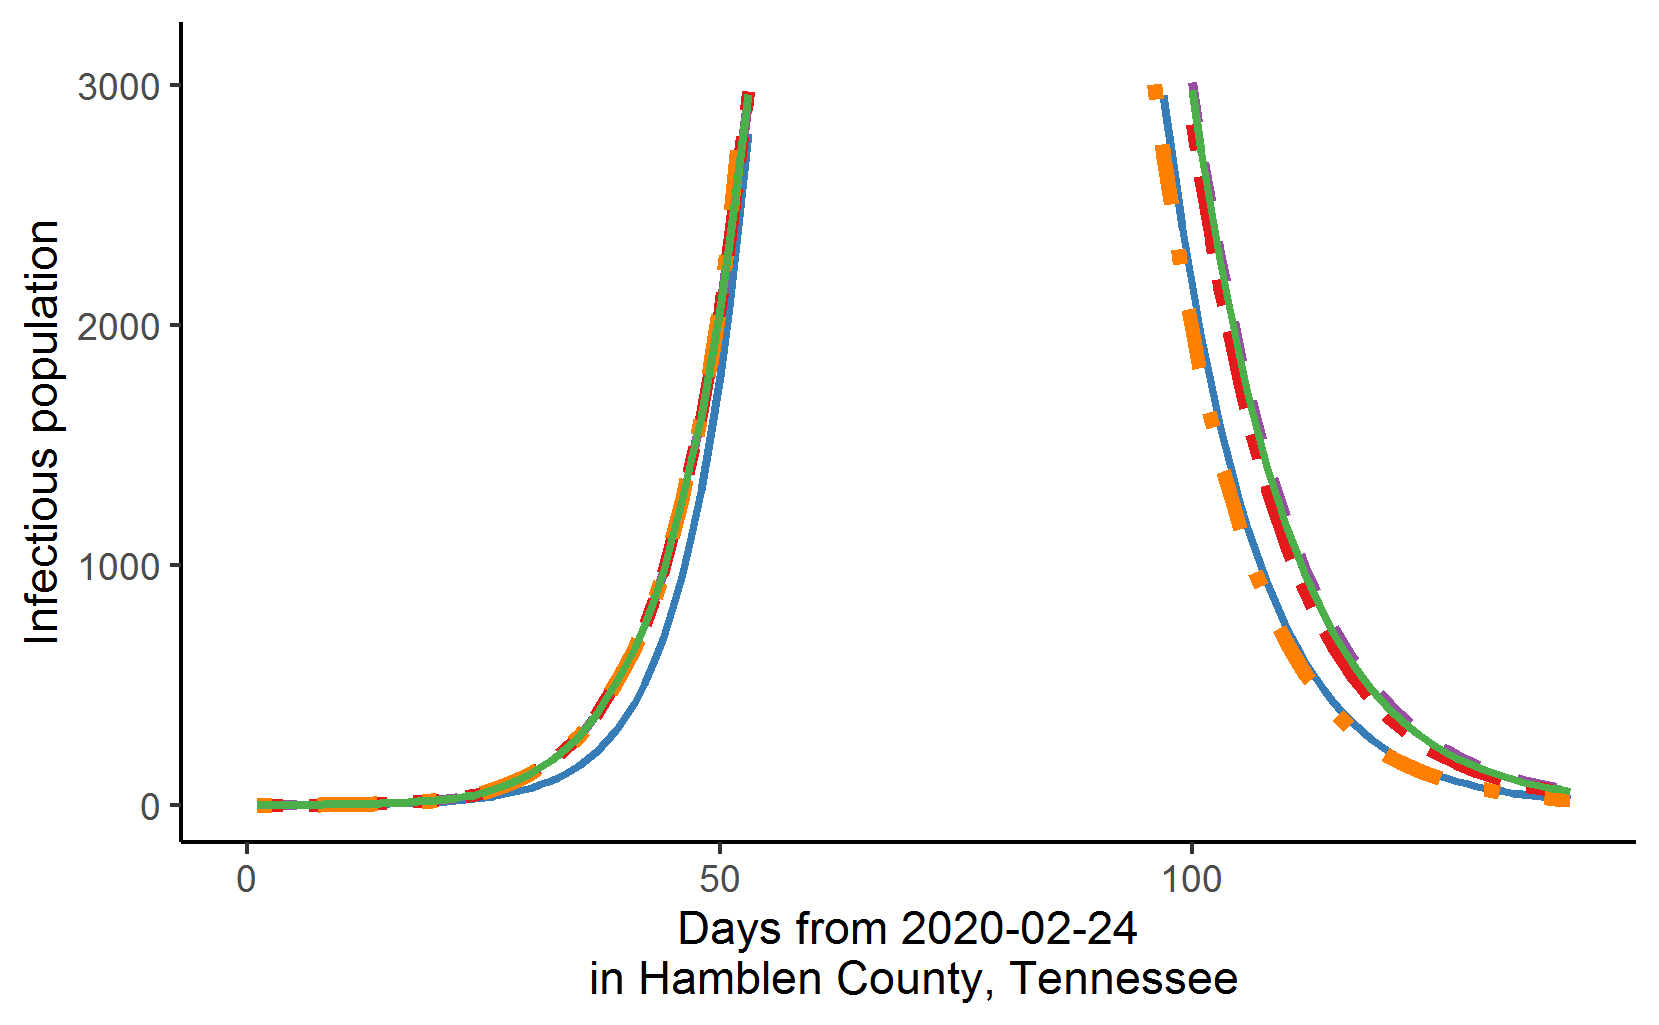 Infectious population
3000
2000
1000
0
0
50
100
Days from 2020-02-24
in Hamblen County, Tennessee